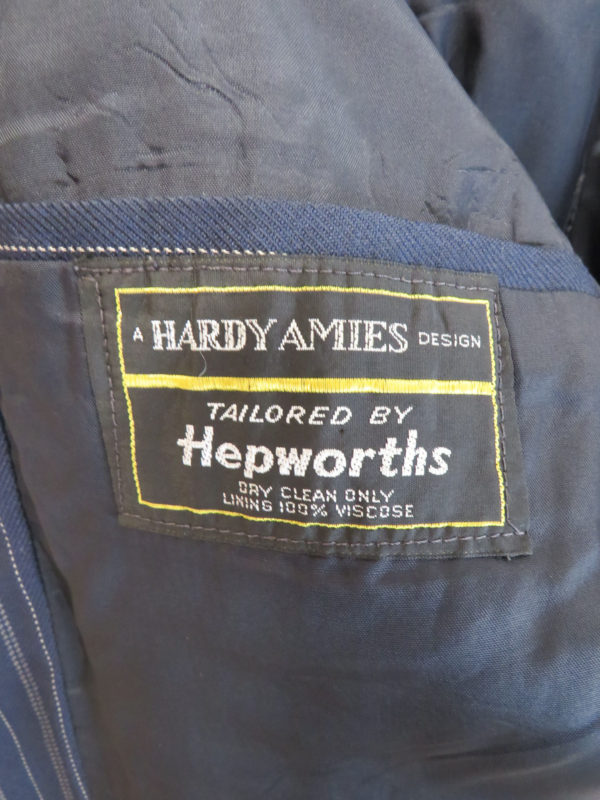 A HARDY AMIES DESIGN
TAILORED BY
Hepworths
DRY CLEAN ONLY
LINING 100% VISCOSE